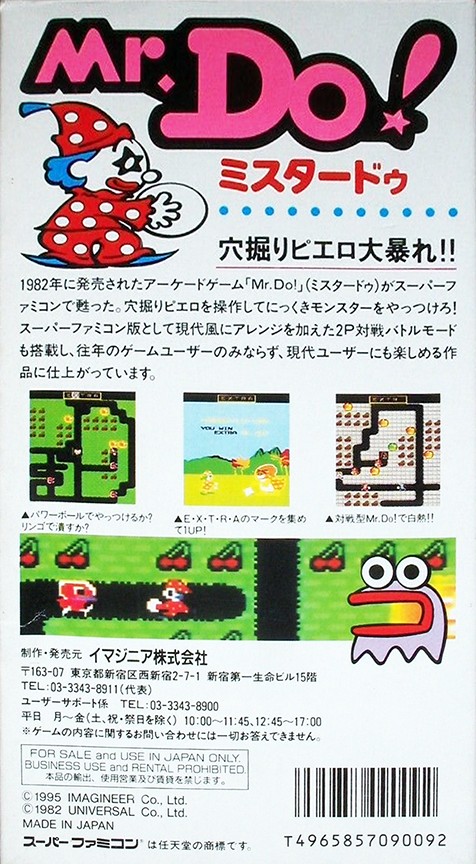 Mr. Do!
ミスタードゥ
穴掘りピエロ大暴れ!!
1982年に発売されたアーケードゲーム「Mr.Do!」(ミスタードゥ)がスーパーフ
ァミコンで甦った。穴掘りピエロを操作してにっくきモンスターをやっつけろ!
スーパーファミコン版として現代風にアレンジを加えた2P対戦バトルモード
も搭載し、往年のゲームユーザーのみならず、現代ユーザーにも楽しめる作
品に仕上がっています。
EXTRA
EXTRA
EXTRA
YOU WIN
EXTRA
▲パワーボールでやっつけるか?
リンゴで潰すか?
▲E・X・T・R・Aのマークを集め
て1UP!
▲対戦型Mr.Do!で白熱!!
制作・発売元 イマジニア株式会社
〒163-07 東京都新宿区西新宿2-7-1 新宿第一生命ビル15階
TEL:03-3343-8911(代表)
ユーザーサポート係 TEL:03-3343-8900
平日 月~金(土、祝・祭日を除く) 10:00~11:45、12:45~17:00
※ゲームの内容に関するお問い合わせには一切お答えできません。
FOR SALE and USE IN JAPAN ONLY.
BUSINESS USE and RENTAL PROHIBITED.
本品の輸出、使用営業及び賃貸を禁じます。
©1995 IMAGINEER Co., Ltd.
©1982 UNIVERSAL Co., Ltd.
MADE IN JAPAN
スーパーファミコン®は任天堂の商標です。
T4965857090092